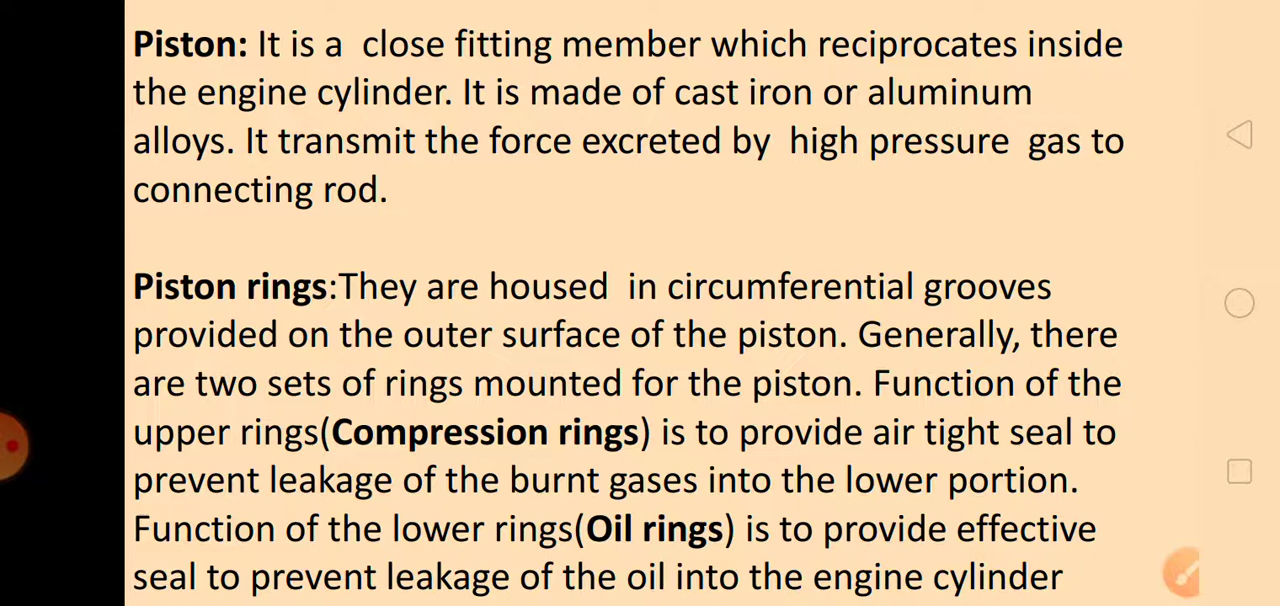 Piston: It is a close fitting member which reciprocates inside
the engine cylinder. It is made of cast iron or aluminum
alloys. It transmit the force excreted by high pressure gas to
connecting rod.
Piston rings:They are housed in circumferential grooves
provided on the outer surface of the piston. Generally, there
are two sets of rings mounted for the piston. Function of the
upper rings(Compression rings) is to provide air tight seal to
prevent leakage of the burnt gases into the lower portion.
Function of the lower rings(Oil rings) is to provide effective
seal to prevent leakage of the oil into the engine cylinder